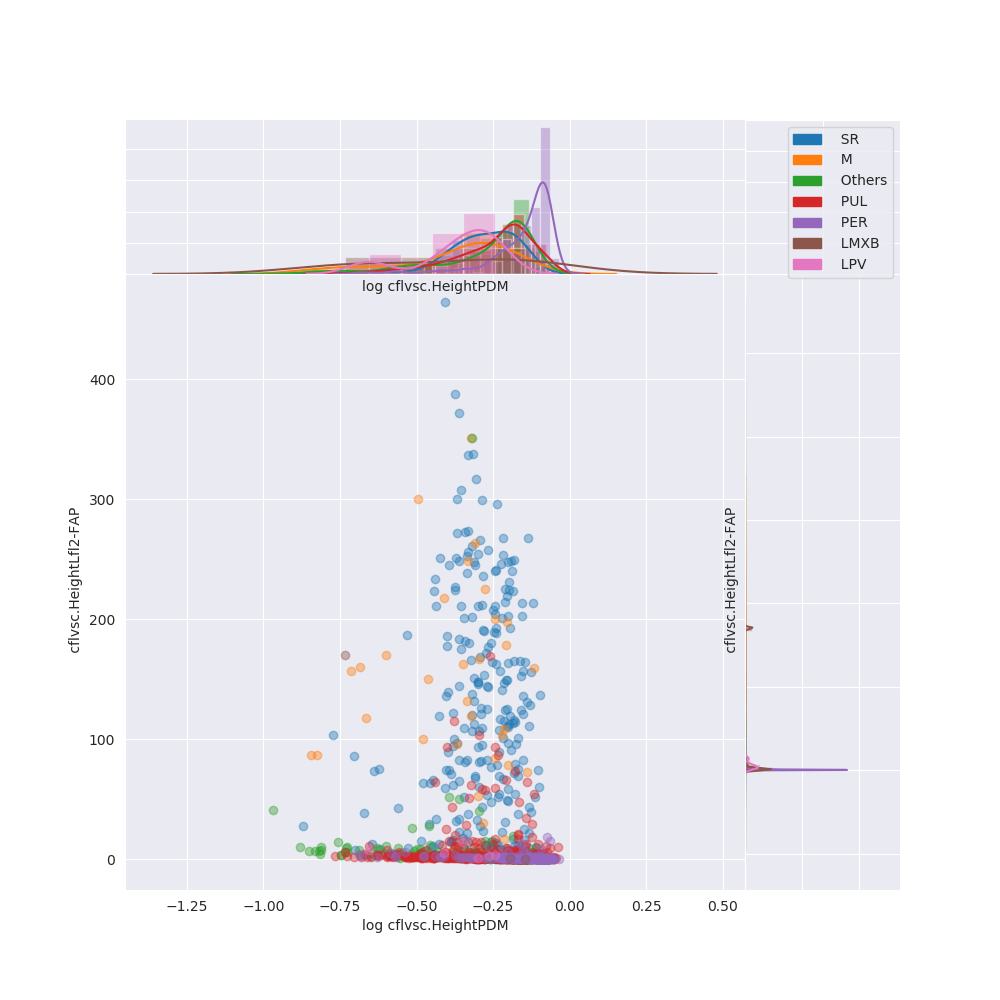 SR
M
Others
PUL
PER
LMXB
LPV
log cflvsc.HeightPDM
400
300
200
100
0
cflvsc.HeightLfl2-FAP
cflvsc.HeightLfl2-FAP
−1.25 −1.00 −0.75 −0.50 −0.25 0.00 0.25 0.50
log cflvsc.HeightPDM